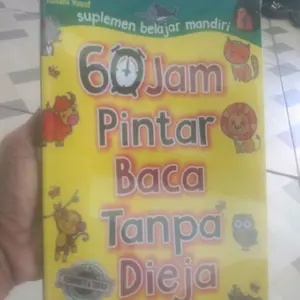 suplemen belajar mandiri
60 Jam
Pintar
Baca
Tanpa
Dieja